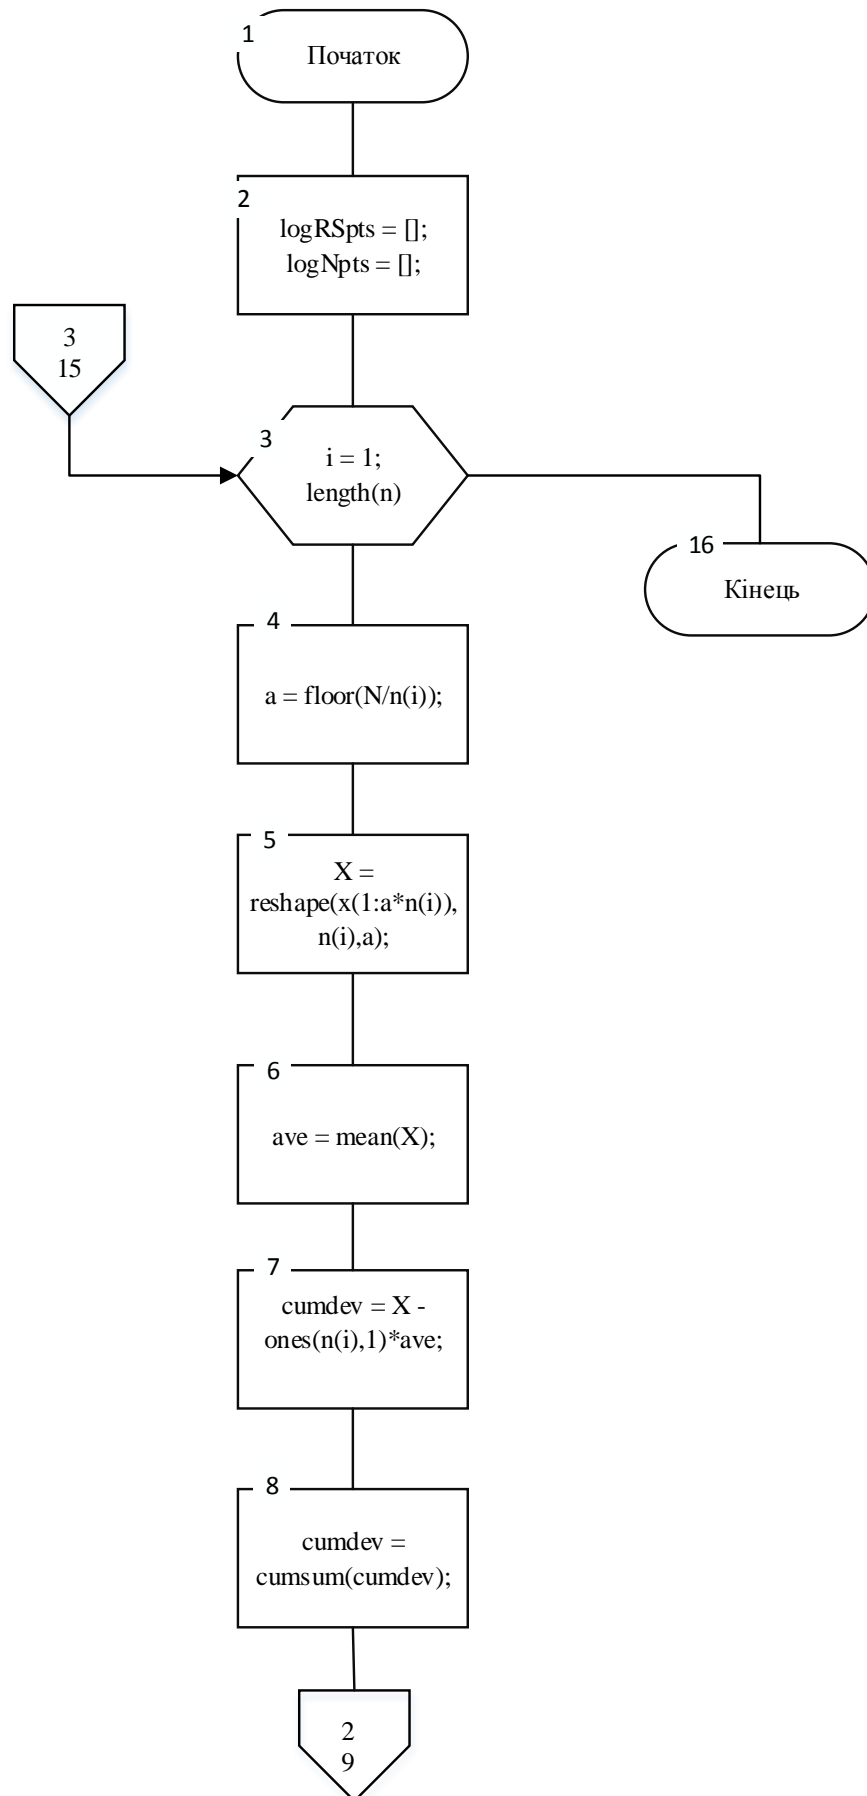 1
Початок
2
logRSpts = [];
logNpts = [];
3
15
3
i = 1;
length(n)
16
Кінець
4
a = floor(N/n(i));
5
X =
reshape(x(1:a*n(i)),
n(i),a);
6
ave = mean(X);
7
cumdev = X -
ones(n(i),1)*ave;
8
cumdev =
cumsum(cumdev);
2
9